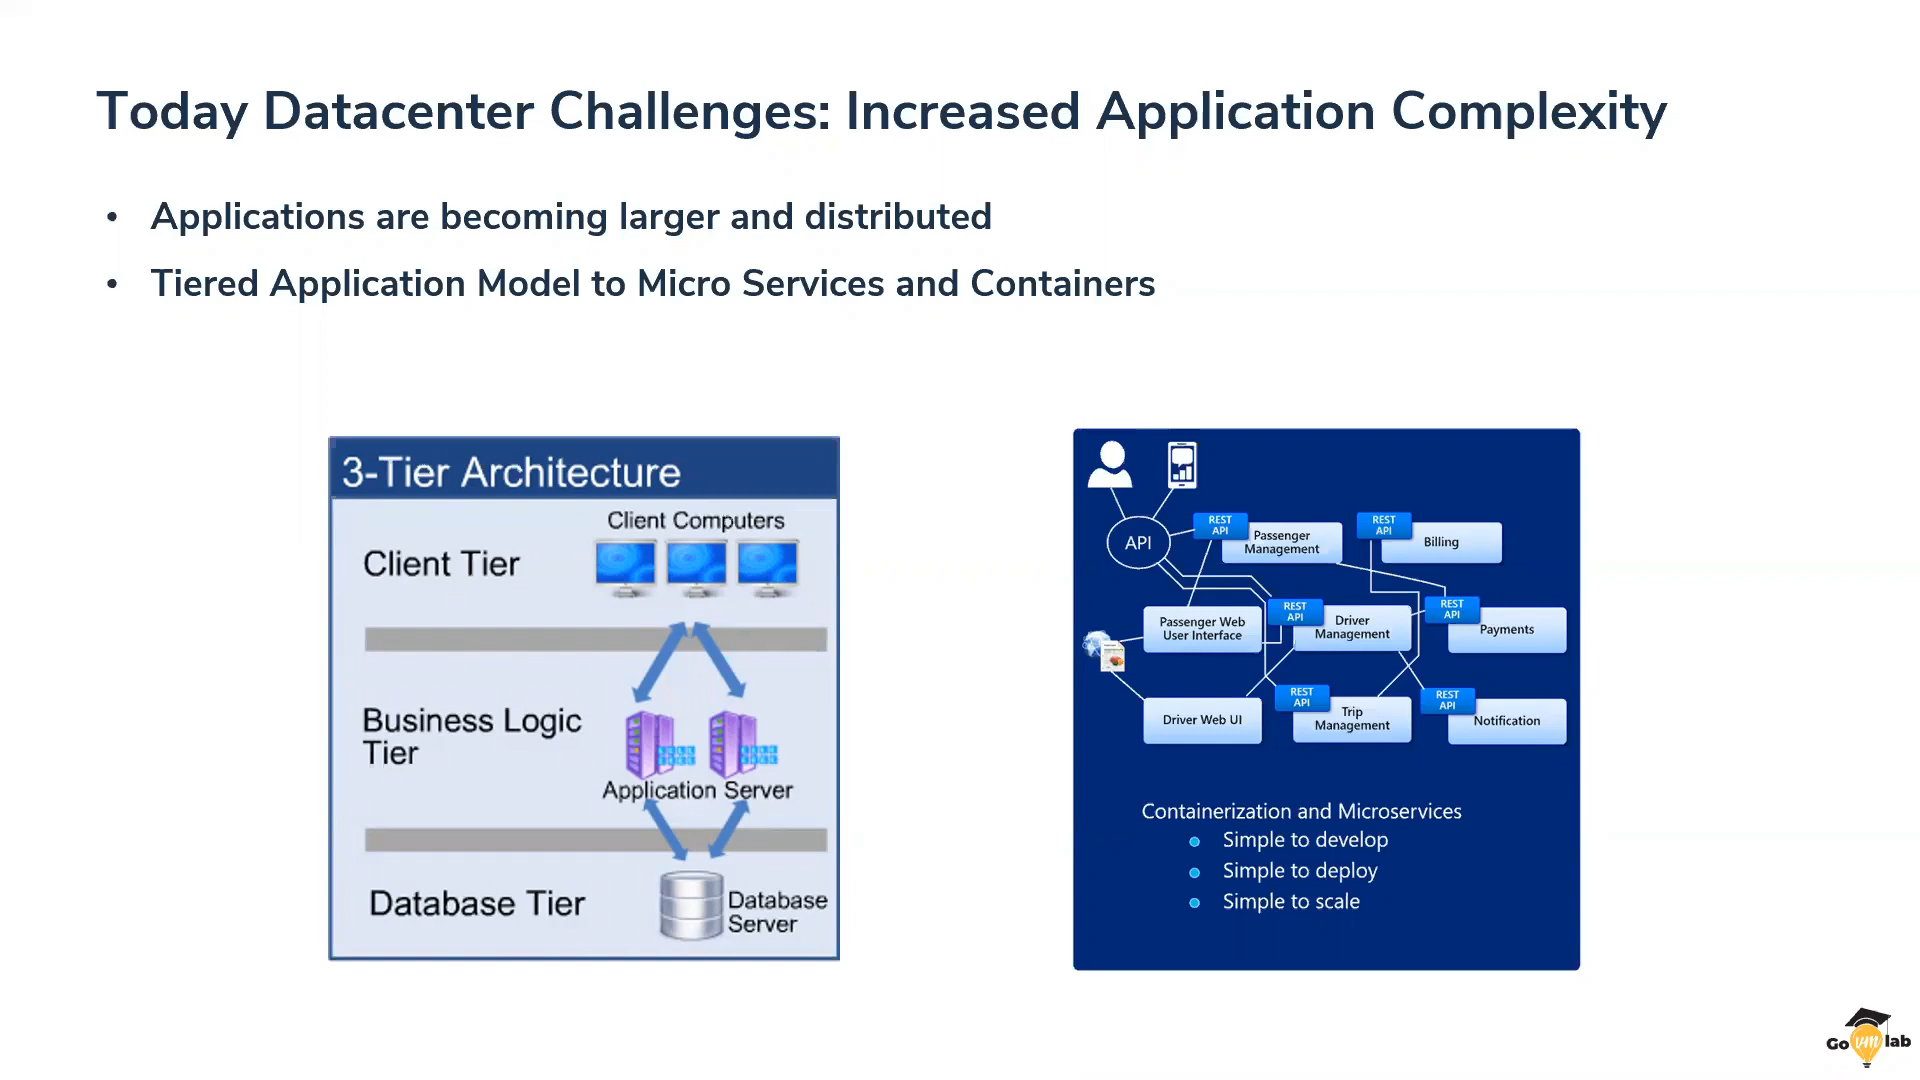 Today Datacenter Challenges: Increased Application Complexity
• Applications are becoming larger and distributed
• Tiered Application Model to Micro Services and Containers
3-Tier Architecture
Client Computers
Client Tier
Business Logic
Tier
Application Server
Database Tier
Database
Server
API
REST
API
Passenger
Management
REST
API
Billing
Passenger Web
User Interface
REST
API
Driver
Management
REST
API
Payments
Driver Web UI
REST
API
Trip
Management
REST
API
Notification
Containerization and Microservices
Simple to develop
Simple to deploy
Simple to scale
Go vm lab